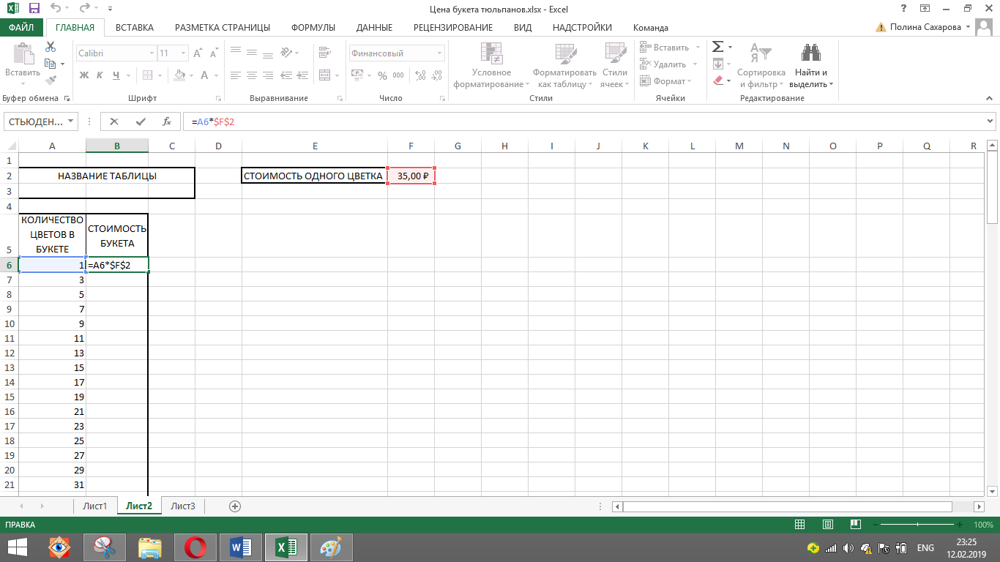 Цена букета тюльпанов.xlsx - Excel
ФАЙЛ ГЛАВНАЯ ВСТАВКА РАЗМЕТКА СТРАНИЦЫ ФОРМУЛЫ ДАННЫЕ РЕЦЕНЗИРОВАНИЕ ВИД НАДСТРОЙКИ Команда Полина Сахарова
Вставить
Calibri 11
Ж К Ч А
Финансовый
% 000
Условное форматирование
Форматировать как таблицу
Стили ячеек
Вставить
Удалить
Формат
Сортировка и фильтр
Найти и выделить
Буфер обмена Шрифт Выравнивание Число Стили Ячейки Редактирование
СТЬЮДЕН... fx =A6*$F$2
A B C D E F G H I J K L M N O P Q R
1
2 НАЗВАНИЕ ТАБЛИЦЫ СТОИМОСТЬ ОДНОГО ЦВЕТКА 35,00 ₽
3
4
5 КОЛИЧЕСТВО ЦВЕТОВ В БУКЕТЕ СТОИМОСТЬ БУКЕТА
6 1 =A6*$F$2
7 3
8 5
9 7
10 9
11 11
12 13
13 15
14 17
15 19
16 21
17 23
18 25
19 27
20 29
21 31
Лист1 Лист2 Лист3
ПРАВКА 100%
ENG 23:25
12.02.2019